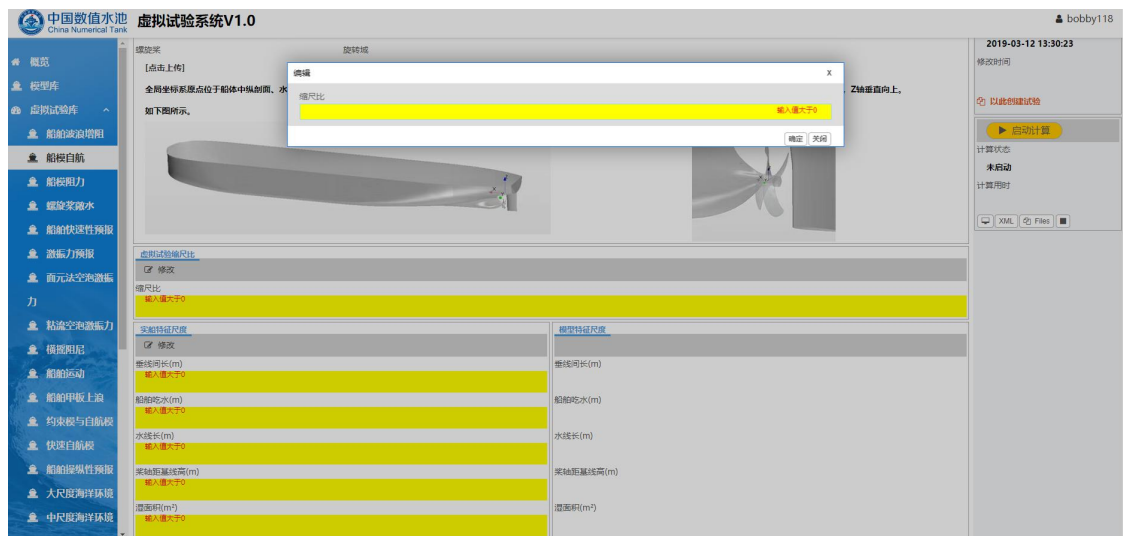 中国数值水池
China Numerical Tank
虚拟试验系统V1.0
bobby118
概览
模型库
虚拟试验库
船舶波浪增阻
船模自航
船模阻力
螺旋桨敞水
船舶快速性预报
激振力预报
面元法空泡激振
力
粘流空泡激振力
横摇阻尼
船舶运动
船舶甲板上浪
约束模与自航模
快速自航模
船舶操纵性预报
大尺度海洋环境
中尺度海洋环境
螺旋桨
旋转域
[点击上传]
全局坐标系原点位于船体中纵剖面、水
Z轴垂直向上。
如下图所示。
编辑
x
缩尺比
输入值大于0
确定
关闭
虚拟试验缩尺比
修改
缩尺比
输入值大于0
实船特征尺度
修改
垂线间长(m)
输入值大于0
船舶吃水(m)
输入值大于0
水线长(m)
输入值大于0
桨轴距基线高(m)
输入值大于0
湿面积(m²)
输入值大于0
模型特征尺度
垂线间长(m)
船舶吃水(m)
水线长(m)
桨轴距基线高(m)
湿面积(m²)
2019-03-12 13:30:23
修改时间
以此创建试验
启动计算
计算状态
未启动
计算用时
XML
Files